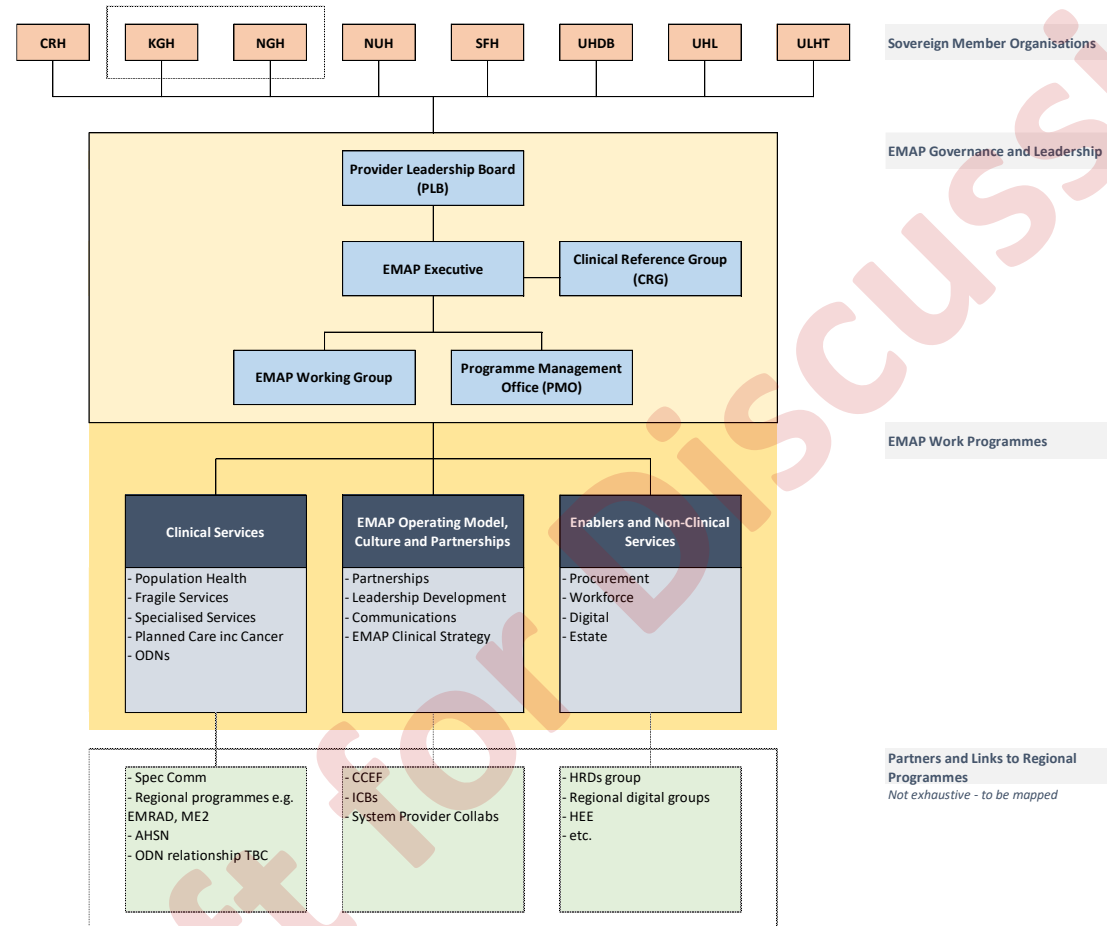 CRH
KGH
NGH
NUH
SFH
UHDB
UHL
ULHT
Sovereign Member Organisations
EMAP Governance and Leadership
Provider Leadership Board
(PLB)
EMAP Executive
Clinical Reference Group
(CRG)
EMAP Working Group
Programme Management
Office (PMO)
EMAP Work Programmes
Clinical Services
- Population Health
- Fragile Services
- Specialised Services
- Planned Care inc Cancer
- ODNs
EMAP Operating Model,
Culture and Partnerships
- Partnerships
- Leadership Development
- Communications
- EMAP Clinical Strategy
Enablers and Non-Clinical
Services
- Procurement
- Workforce
- Digital
- Estate
Partners and Links to Regional
Programmes
Not exhaustive - to be mapped
- Spec Comm
- Regional programmes e.g.
EMRAD, ME2
- AHSN
- ODN relationship TBC
- CCEF
- ICBs
- System Provider Collabs
- HRDs group
- Regional digital groups
- HEE
- etc.
ft for Discussi